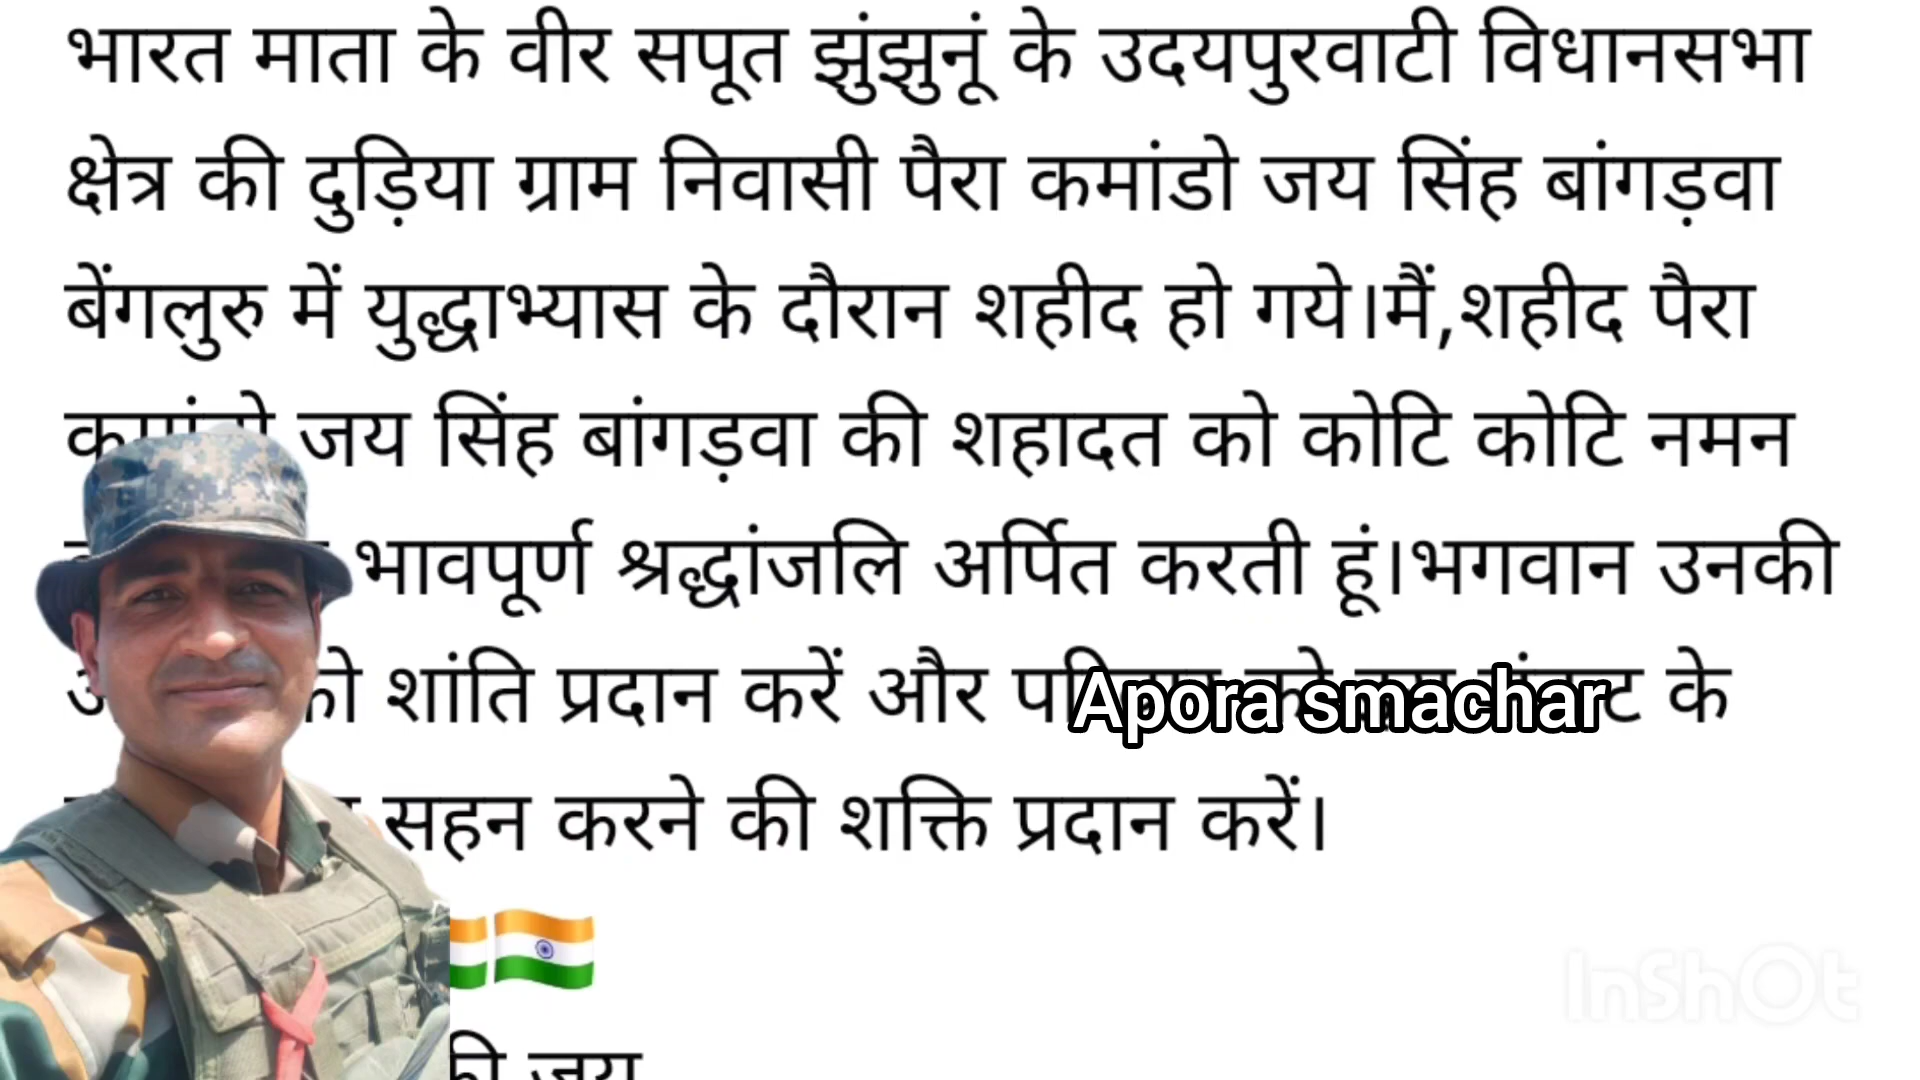 भारत माता के वीर सपूत झुंझुनूं के उदयपुरवाटी विधानसभा
क्षेत्र की दुड़िया ग्राम निवासी पैरा कमांडो जय सिंह बांगड़वा
बेंगलुरु में युद्धाभ्यास के दौरान शहीद हो गये।मैं,शहीद पैरा
जय सिंह बांगड़वा की शहादत को कोटि कोटि नमन
भावपूर्ण श्रद्धांजलि अर्पित करती हूं।भगवान उनकी
शांति प्रदान करें और के
Apora smachar
सहन करने की शक्ति प्रदान करें।
InShOt
की जय